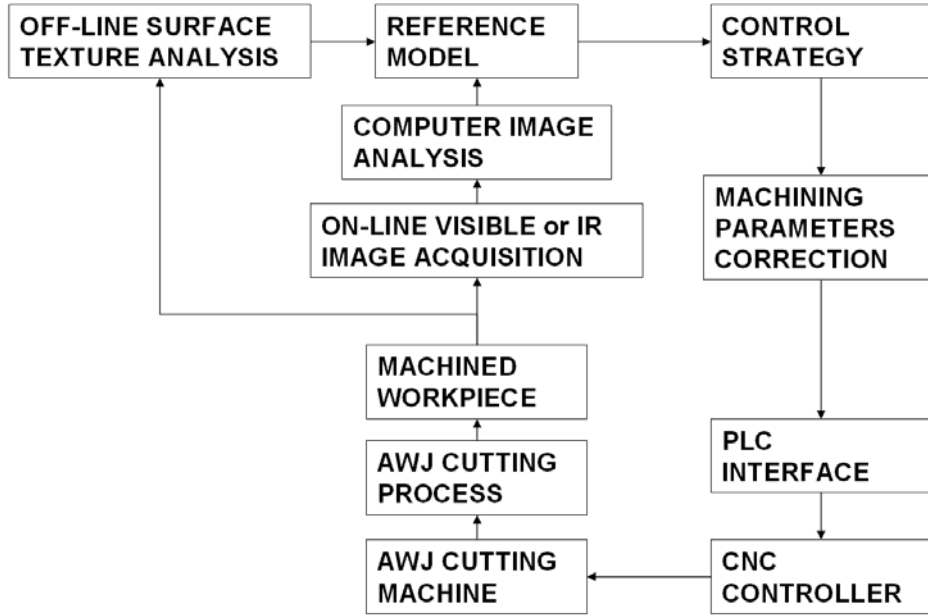 OFF-LINE SURFACE
TEXTURE ANALYSIS
REFERENCE
MODEL
CONTROL
STRATEGY
COMPUTER IMAGE
ANALYSIS
MACHINING
PARAMETERS
CORRECTION
ON-LINE VISIBLE or IR
IMAGE ACQUISITION
MACHINED
WORKPIECE
PLC
INTERFACE
AWJ CUTTING
PROCESS
AWJ CUTTING
MACHINE
CNC
CONTROLLER